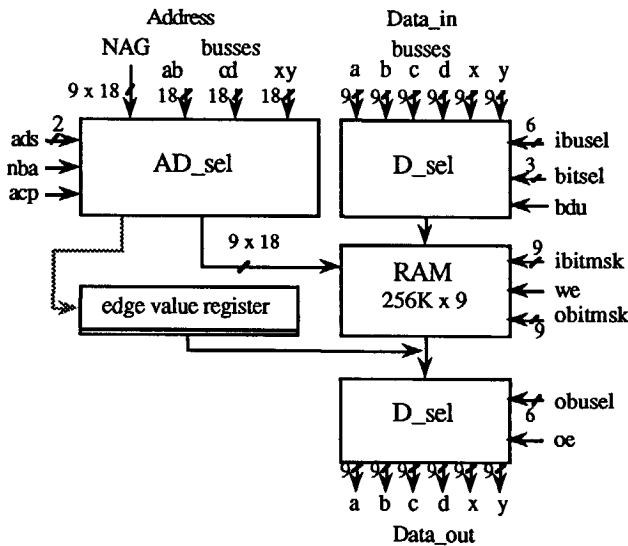 Address
Data_in
NAG
busses
busses
ab
cd
xy
a
b
c
d
x
y
9 x 18
18
18
18
9
9
9
9
9
9
ads
2
nba
acp
AD_sel
D_sel
6
ibusel
3
bitsel
bdu
9 x 18
RAM
256K x 9
9
ibitmsk
we
obitmsk
9
edge value register
D_sel
obusel
6
oe
9
9
9
9
9
9
a
b
c
d
x
y
Data_out